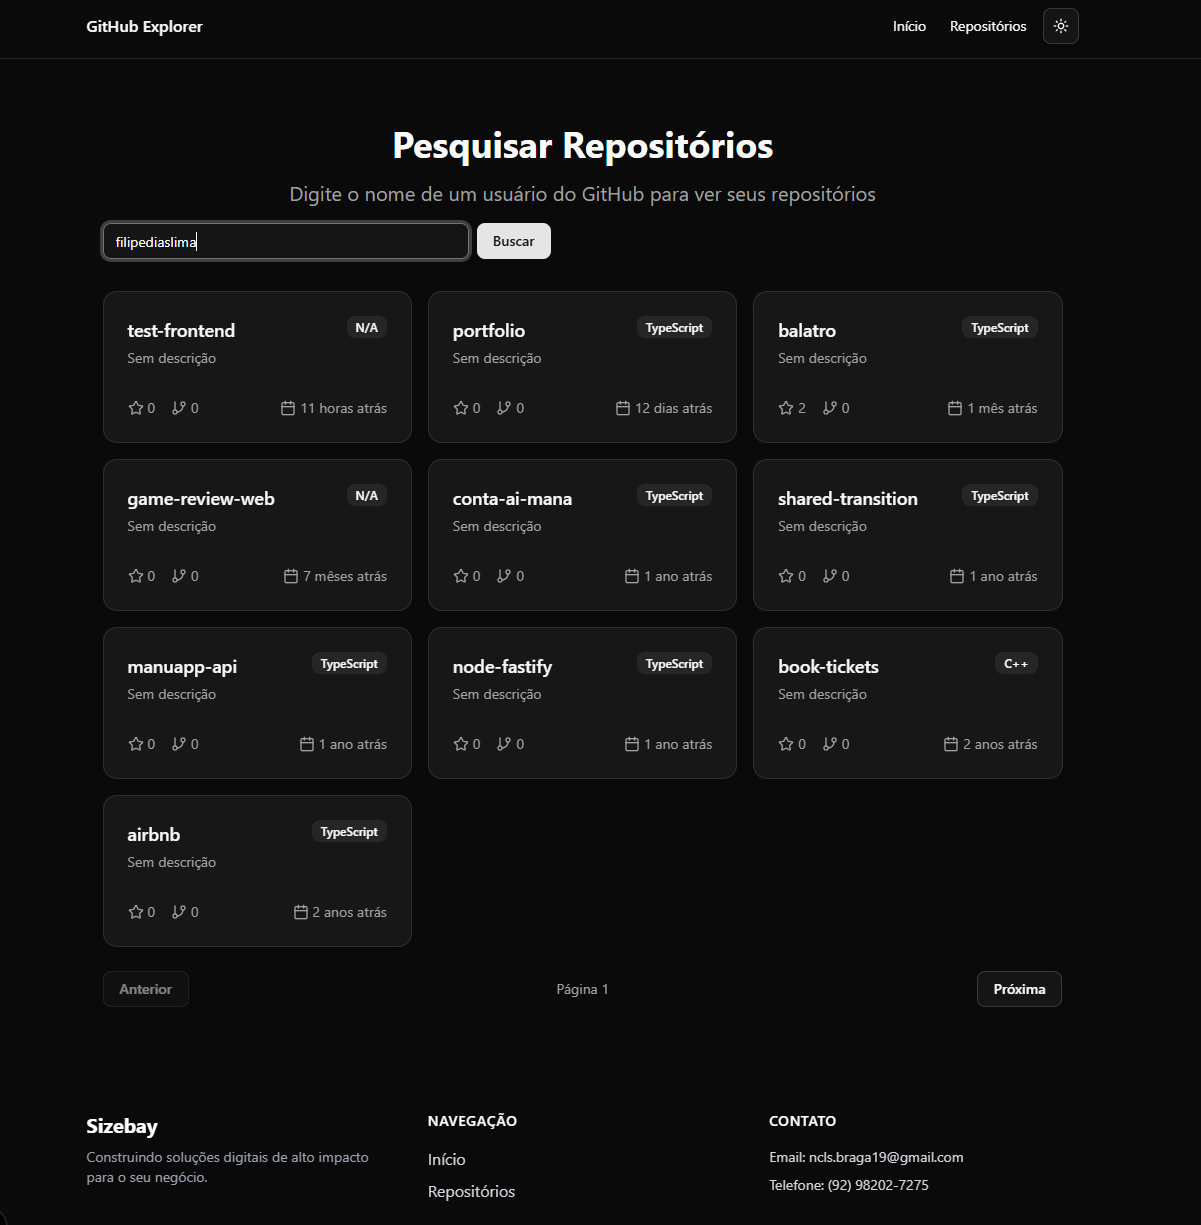 GitHub Explorer
Início
Repositórios
Pesquisar Repositórios
Digite o nome de um usuário do GitHub para ver seus repositórios
filipediaslima
Buscar
test-frontend
N/A
Sem descrição
0
0
11 horas atrás
portfolio
TypeScript
Sem descrição
0
0
12 dias atrás
balatro
TypeScript
Sem descrição
2
0
1 mês atrás
game-review-web
N/A
Sem descrição
0
0
7 mêses atrás
conta-ai-mana
TypeScript
Sem descrição
0
0
1 ano atrás
shared-transition
TypeScript
Sem descrição
0
0
1 ano atrás
manuapp-api
TypeScript
Sem descrição
0
0
1 ano atrás
node-fastify
TypeScript
Sem descrição
0
0
1 ano atrás
book-tickets
C++
Sem descrição
0
0
2 anos atrás
airbnb
TypeScript
Sem descrição
0
0
2 anos atrás
Anterior
Página 1
Próxima
Sizebay
Construindo soluções digitais de alto impacto
para o seu negócio.
NAVEGAÇÃO
Início
Repositórios
CONTATO
Email: ncls.braga19@gmail.com
Telefone: (92) 98202-7275